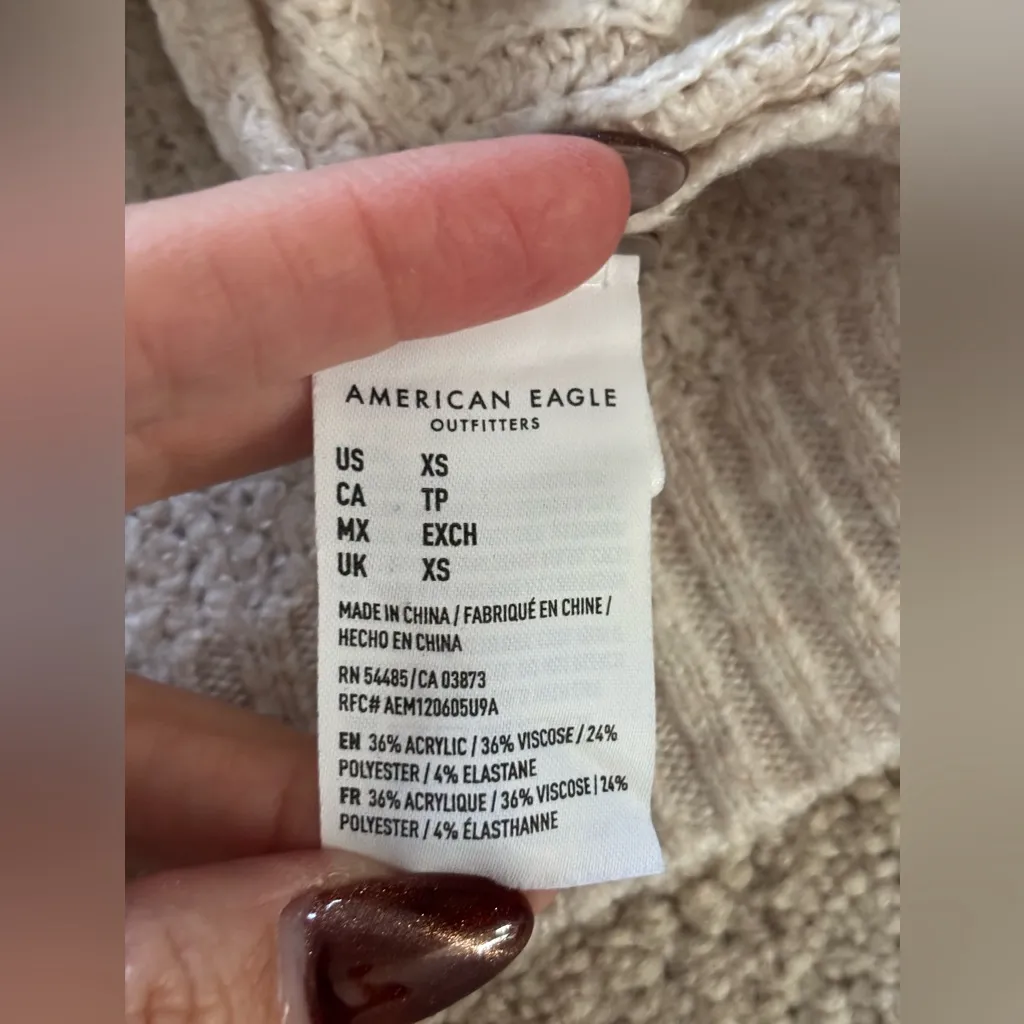 AMERICAN EAGLE
OUTFITTERS
US XS
CA TP
MX EXCH
UK XS
MADE IN CHINA / FABRIQUÉ EN CHINE /
HECHO EN CHINA
RN 54485/CA 03873
RFC# AEM120605U9A
EN 36% ACRYLIC / 36% VISCOSE / 24%
POLYESTER / 4% ELASTANE
FR 36% ACRYLIQUE / 36% VISCOSE | 24%
POLYESTER / 4% ÉLASTHANNE